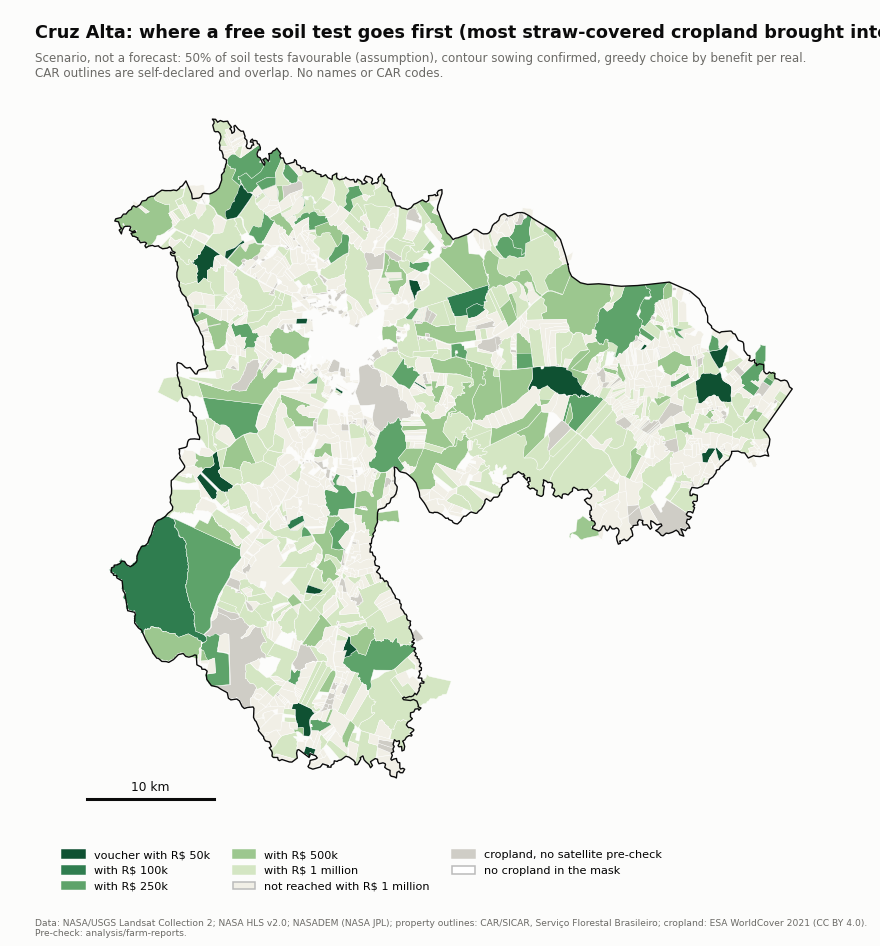 Cruz Alta: where a free soil test goes first (most straw-covered cropland brought
Scenario, not a forecast: 50% of soil tests favourable (assumption), contour sowing confirmed, greedy choice by benefit per real.
CAR outlines are self-declared and overlap. No names or CAR codes.
10 km
voucher with R$ 50k
with R$ 100k
with R$ 250k
with R$ 500k
with R$ 1 million
not reached with R$ 1 million
cropland, no satellite pre-check
no cropland in the mask
Data: NASA/USGS Landsat Collection 2; NASA HLS v2.0; NASADEM (NASA JPL); property outlines: CAR/SICAR, Serviço Florestal Brasileiro; cropland: ESA WorldCover 2021 (CC BY 4.0).
Pre-check: analysis/farm-reports.